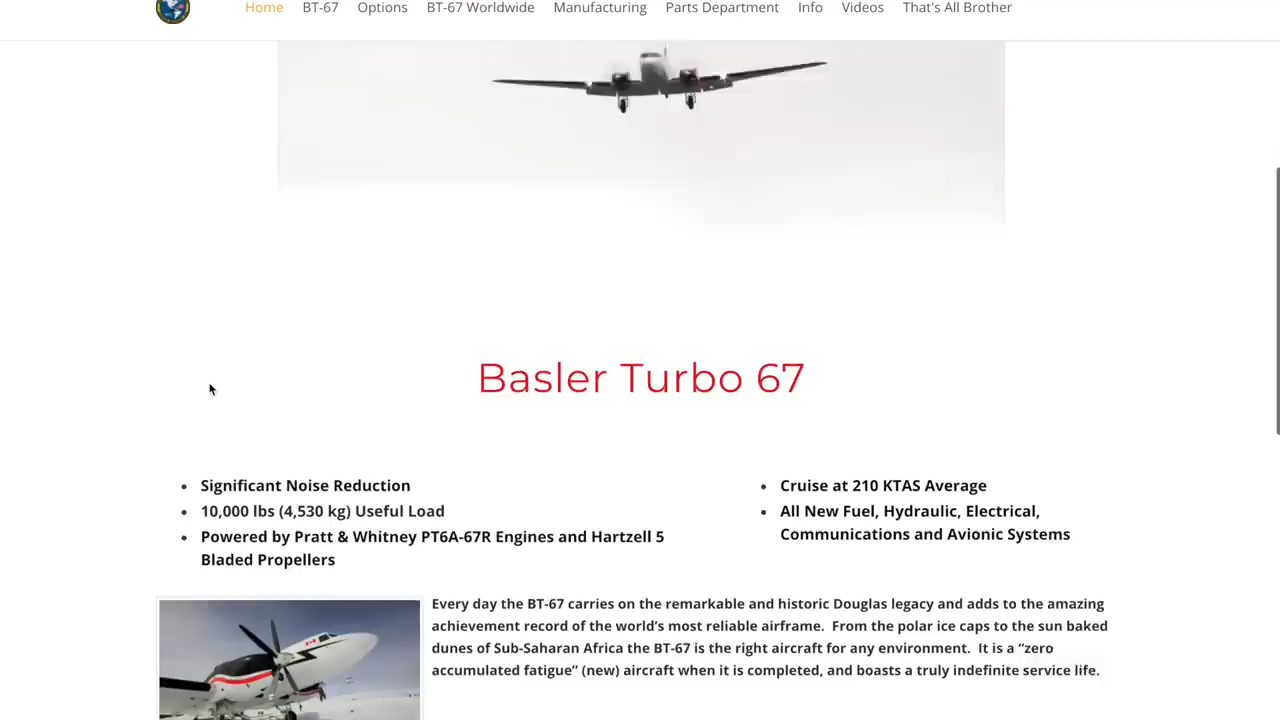 Home BT-67 Options BT-67 Worldwide Manufacturing Parts Department Info Videos That's All Brother
Basler Turbo 67
• Significant Noise Reduction
• 10,000 lbs (4,530 kg) Useful Load
• Powered by Pratt & Whitney PT6A-67R Engines and Hartzell 5
Bladed Propellers
• Cruise at 210 KTAS Average
• All New Fuel, Hydraulic, Electrical,
Communications and Avionic Systems
Every day the BT-67 carries on the remarkable and historic Douglas legacy and adds to the amazing
achievement record of the world's most reliable airframe.  From the polar ice caps to the sun baked
dunes of Sub-Saharan Africa the BT-67 is the right aircraft for any environment.  It is a “zero
accumulated fatigue” (new) aircraft when it is completed, and boasts a truly indefinite service life.